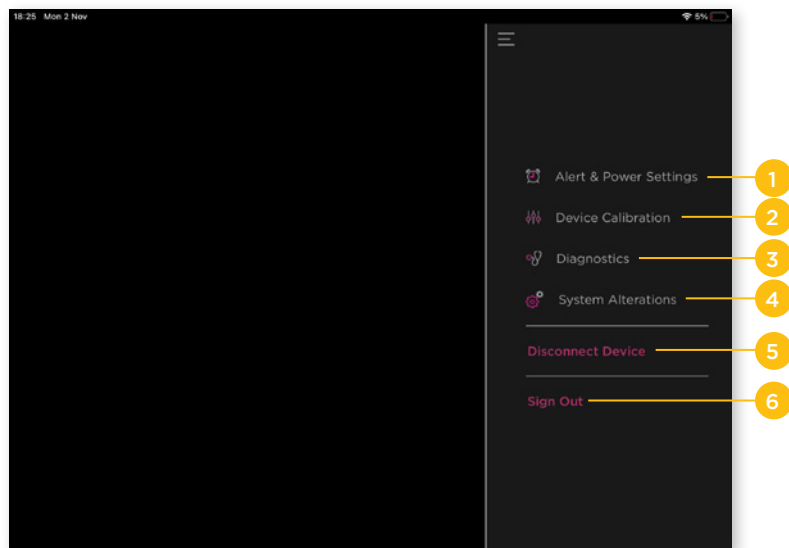 18:25 Mon 2 Nov 5%
Alert & Power Settings 1
Device Calibration 2
Diagnostics 3
System Alterations 4
Disconnect Device 5
Sign Out 6